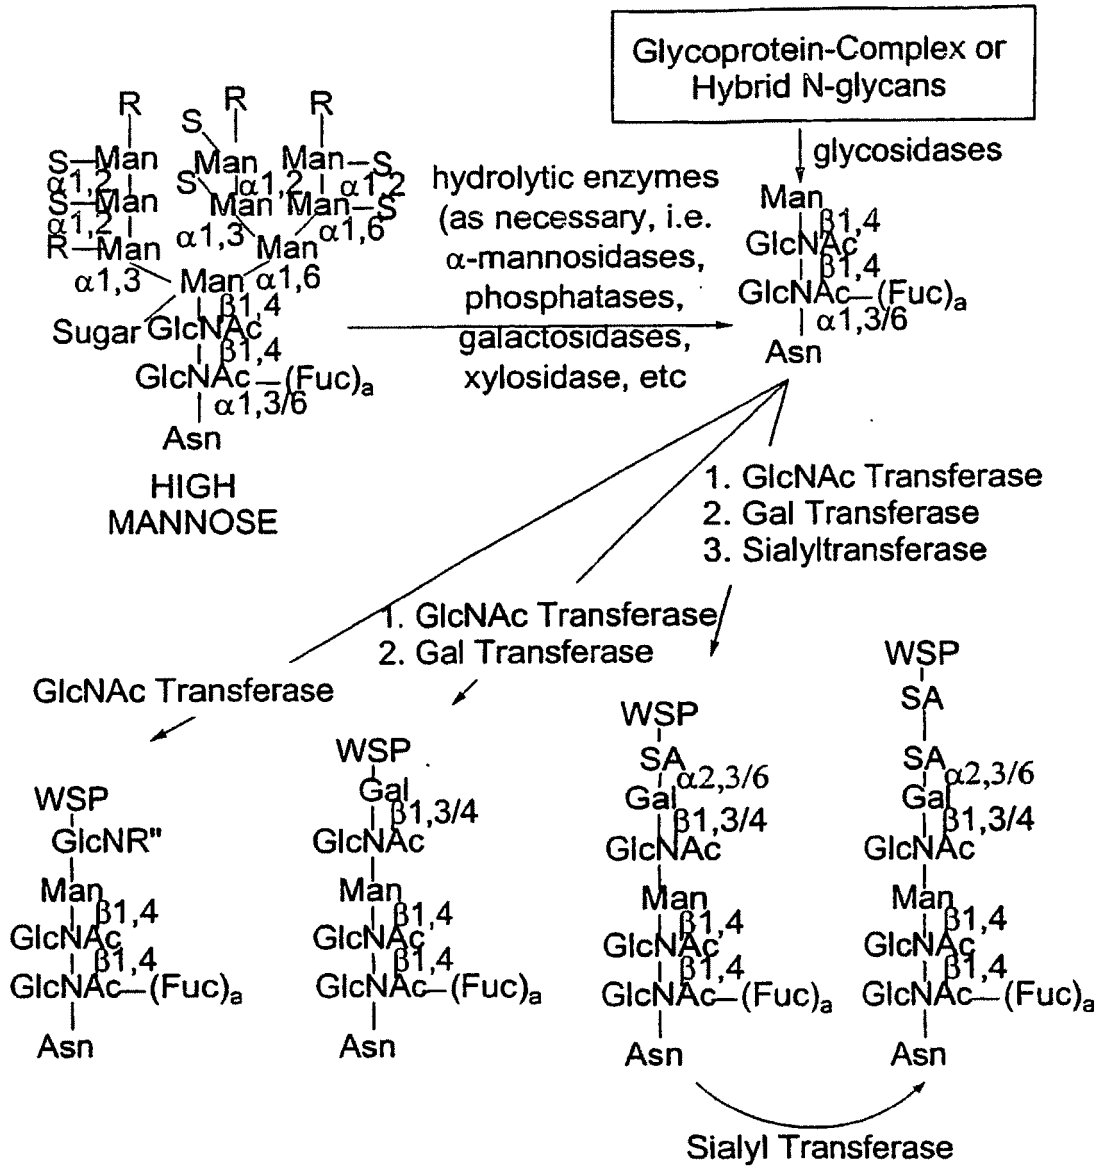 Glycoprotein-Complex or
Hybrid N-glycans
glycosidases
R
R
R
S
S–Man
Man
Man–S
α1,2
S
α1,2
α1,2
S–Man
Man
Man–S
α1,2
α1,3
α1,6
R–Man
Man
α1,3
Man
α1,6
β1,4
Sugar
GlcNAc
β1,4
GlcNAc–(Fuc)a
α1,3/6
Asn
HIGH
MANNOSE
hydrolytic enzymes
(as necessary, i.e.
α-mannosidases,
phosphatases,
galactosidases,
xylosidase, etc
Man
β1,4
GlcNAc
β1,4
GlcNAc–(Fuc)a
α1,3/6
Asn
1. GlcNAc Transferase
2. Gal Transferase
3. Sialyltransferase
1. GlcNAc Transferase
2. Gal Transferase
GlcNAc Transferase
WSP
GlcNR"
Man
β1,4
GlcNAc
β1,4
GlcNAc–(Fuc)a
Asn
WSP
Gal
β1,3/4
GlcNAc
Man
β1,4
GlcNAc
β1,4
GlcNAc–(Fuc)a
Asn
WSP
SA
α2,3/6
Gal
β1,3/4
GlcNAc
Man
β1,4
GlcNAc
β1,4
GlcNAc–(Fuc)a
Asn
WSP
SA
SA
α2,3/6
Gal
β1,3/4
GlcNAc
Man
β1,4
GlcNAc
β1,4
GlcNAc–(Fuc)a
Asn
Sialyl Transferase